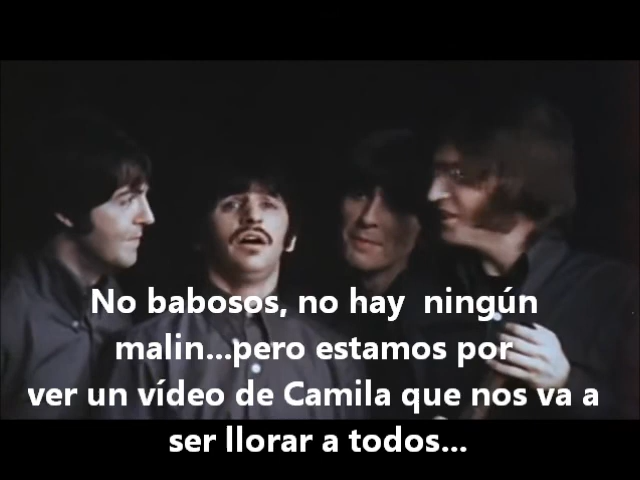 No babosos, no hay ningún
malin...pero estamos por
ver un vídeo de Camila que nos va a
ser llorar a todos...